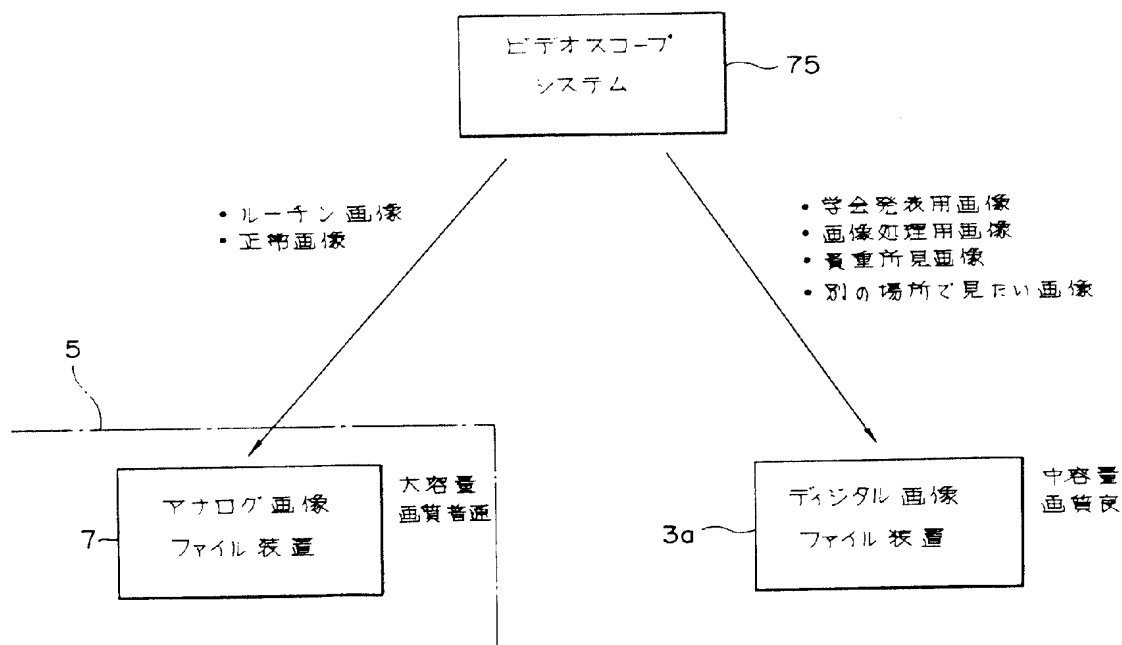 ビデオスコープ
システム
75
・ルーチン画像
・正常画像
・学会発表用画像
・画像処理用画像
・貴重所見画像
・別の場所で見たい画像
5
アナログ画像
ファイル装置
7
大容量
画質普通
ディジタル画像
ファイル装置
3a
中容量
画質良